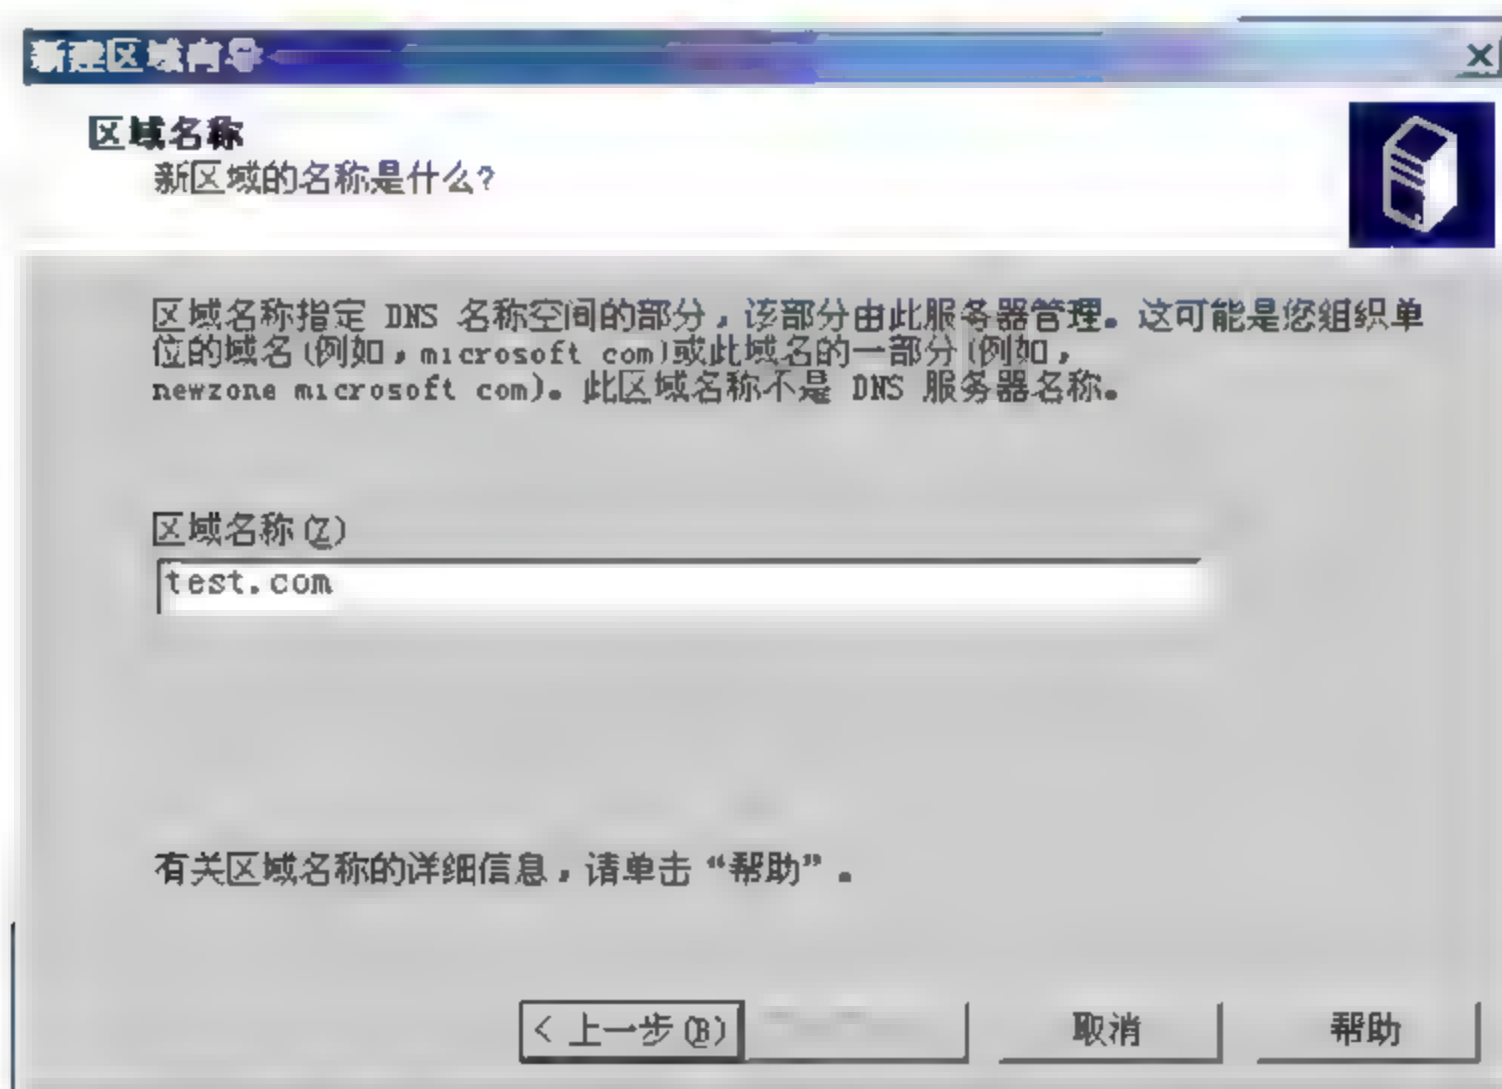 新建区域向导
区域名称
新区域的名称是什么?
区域名称指定 DNS 名称空间的部分,该部分由此服务器管理。这可能是您组织单
位的域名(例如,microsoft com)或此域名的一部分(例如,
newzone microsoft com)。此区域名称不是 DNS 服务器名称。
区域名称(Z)
test.com
有关区域名称的详细信息,请单击“帮助”。
< 上一步(B)
取消
帮助